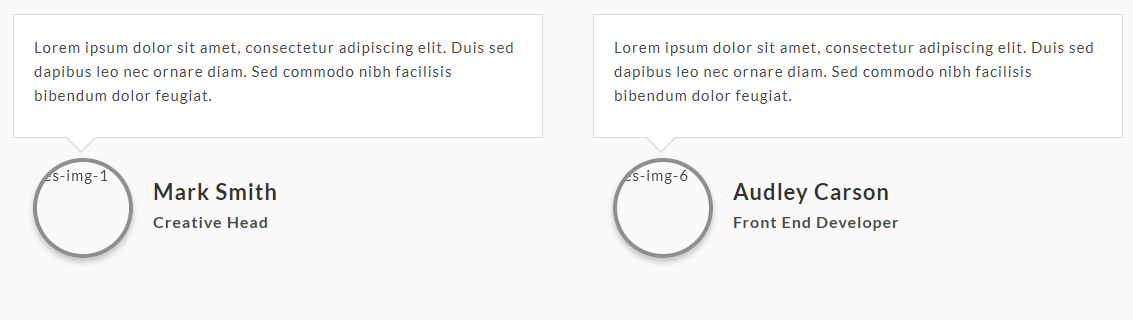 Lorem ipsum dolor sit amet, consectetur adipiscing elit. Duis sed
dapibus leo nec ornare diam. Sed commodo nibh facilisis
bibendum dolor feugiat.
es-img-1
Mark Smith
Creative Head
Lorem ipsum dolor sit amet, consectetur adipiscing elit. Duis sed
dapibus leo nec ornare diam. Sed commodo nibh facilisis
bibendum dolor feugiat.
es-img-6
Audley Carson
Front End Developer